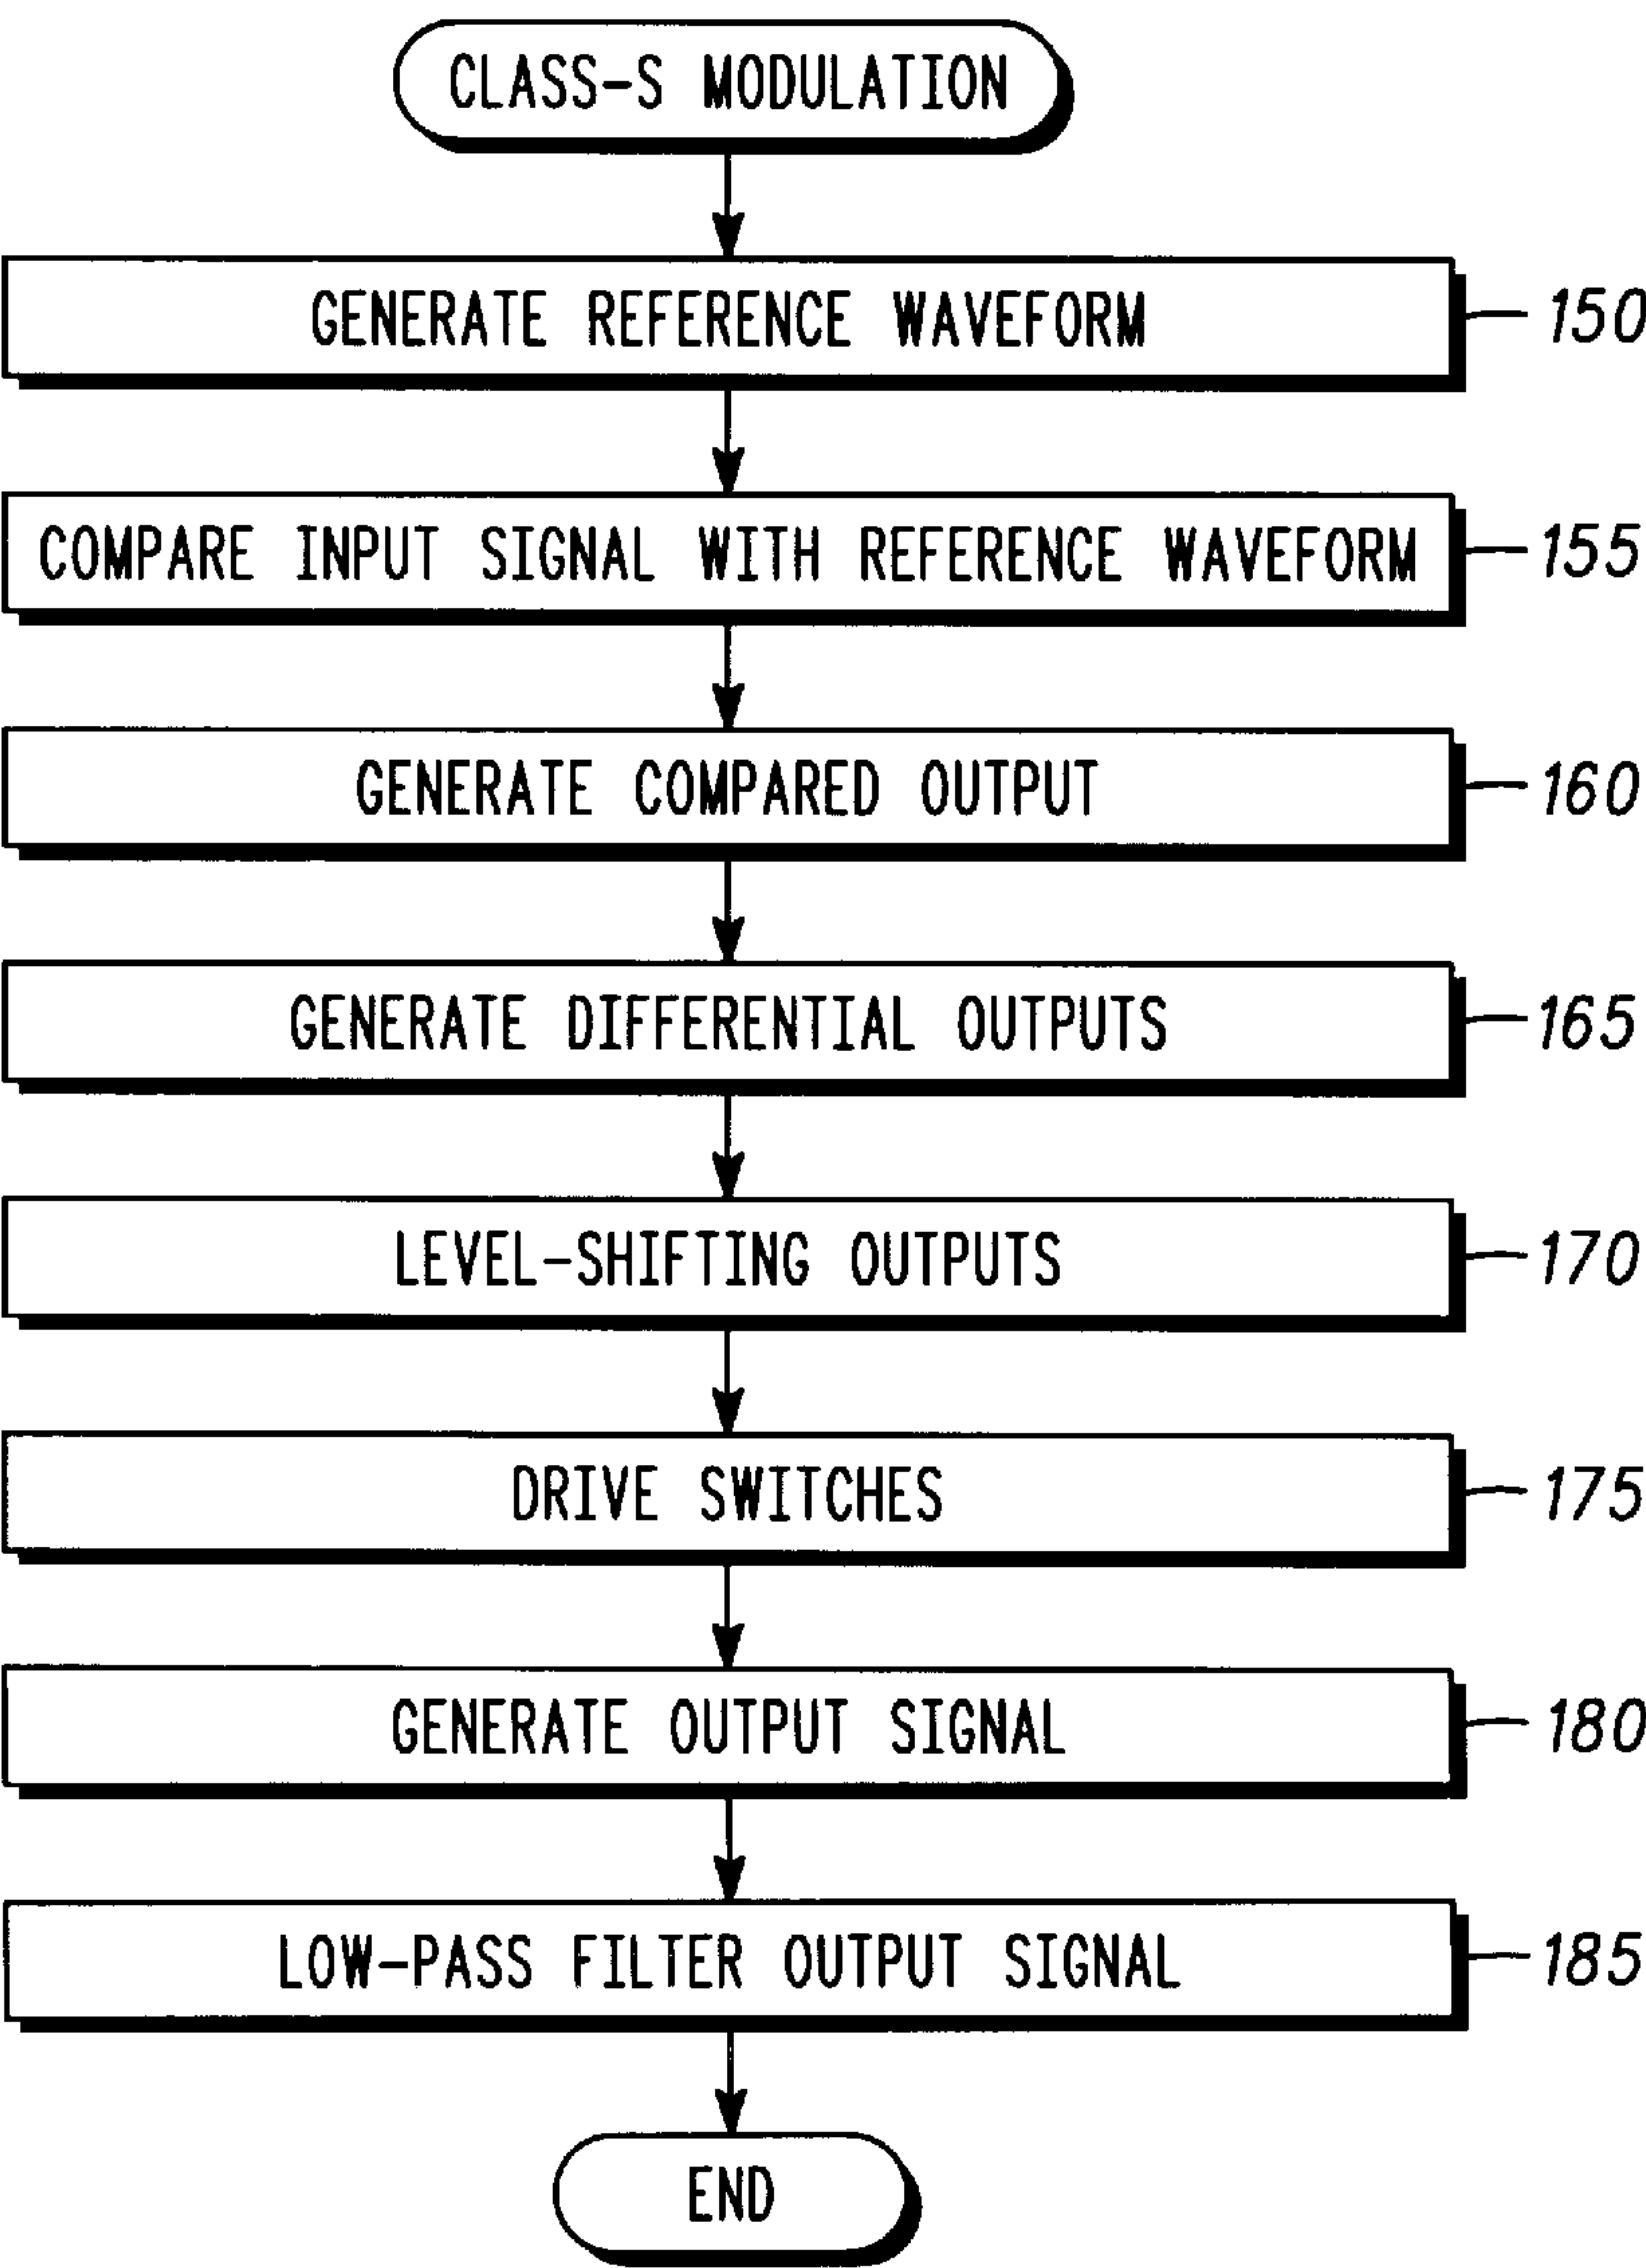 CLASS-S MODULATION
GENERATE REFERENCE WAVEFORM
150
COMPARE INPUT SIGNAL WITH REFERENCE WAVEFORM
155
GENERATE COMPARED OUTPUT
160
GENERATE DIFFERENTIAL OUTPUTS
165
LEVEL-SHIFTING OUTPUTS
170
DRIVE SWITCHES
175
GENERATE OUTPUT SIGNAL
180
LOW-PASS FILTER OUTPUT SIGNAL
185
END